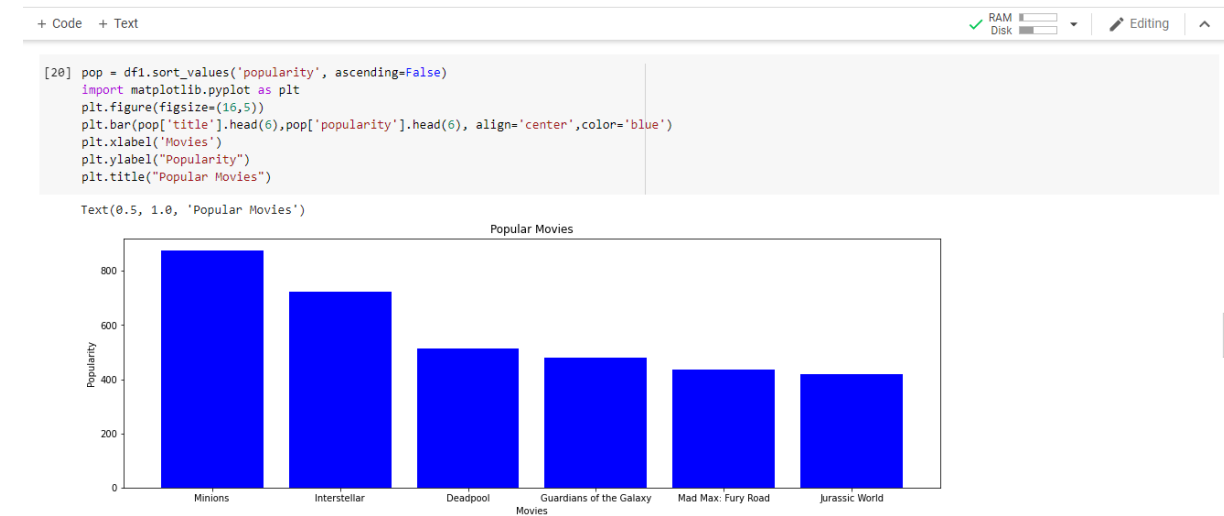 + Code + Text
RAM
Disk
Editing
[20] pop = df1.sort_values('popularity', ascending=False)
import matplotlib.pyplot as plt
plt.figure(figsize=(16,5))
plt.bar(pop['title'].head(6),pop['popularity'].head(6), align='center',color='blue')
plt.xlabel('Movies')
plt.ylabel("Popularity")
plt.title("Popular Movies")
Text(0.5, 1.0, 'Popular Movies')
Popular Movies
800
600
400
200
0
Popularity
Minions Interstellar Deadpool Guardians of the Galaxy Mad Max: Fury Road Jurassic World
Movies